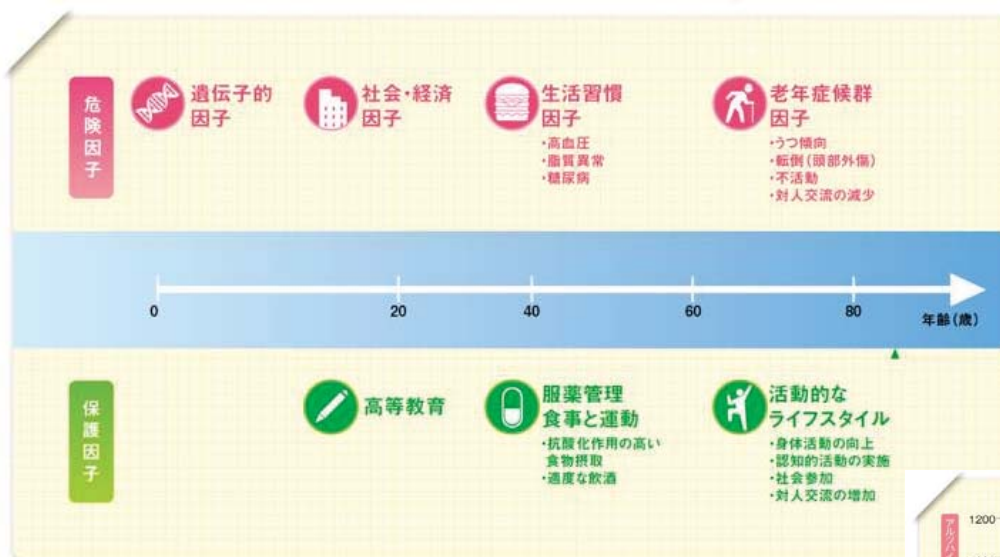 危険因子
遺伝子的
因子
社会・経済
因子
生活習慣
因子
・高血圧
・脂質異常
・糖尿病
老年症候群
因子
・うつ傾向
・転倒(頭部外傷)
・不活動
・対人交流の減少
0
20
40
60
80
年齢(歳)
保護因子
高等教育
服薬管理
食事と運動
・抗酸化作用の高い
食物摂取
・適度な飲酒
活動的な
ライフスタイル
・身体活動の向上
・認知的活動の実施
・社会参加
・対人交流の増加
1200
アルツハイ